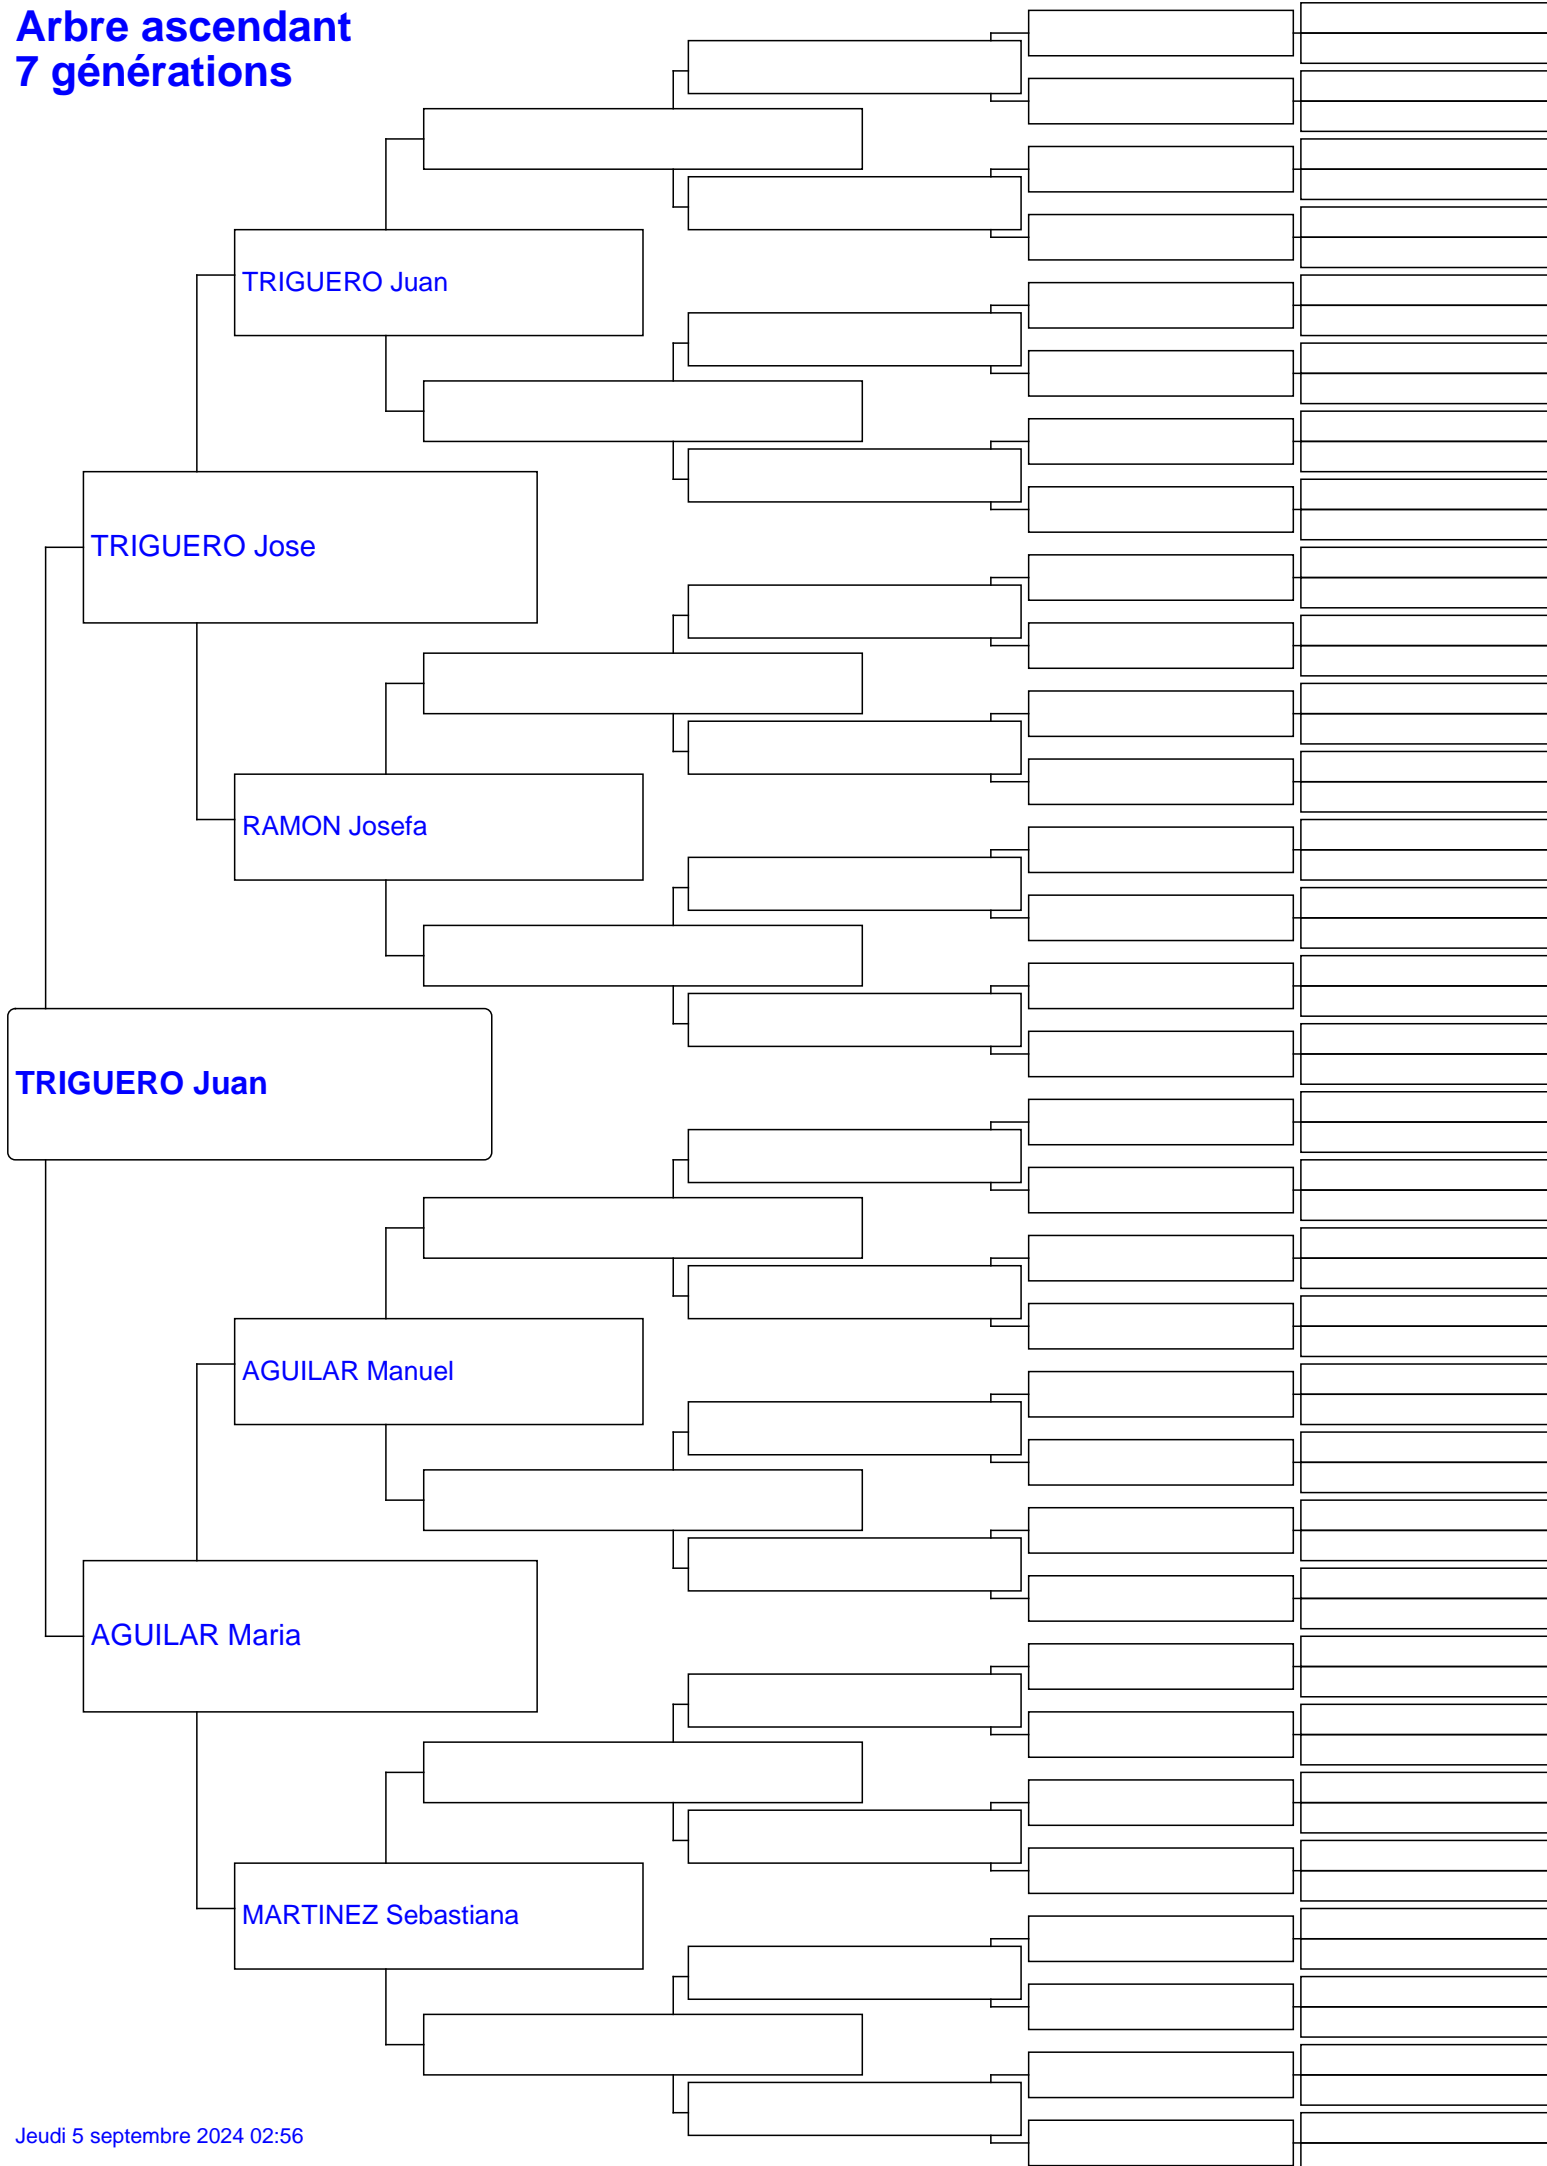 Arbre ascendant
7 générations
TRIGUERO Juan
TRIGUERO Jose
RAMON Josefa
TRIGUERO Juan
AGUILAR Manuel
AGUILAR Maria
MARTINEZ Sebastiana
Jeudi 5 septembre 2024 02:56